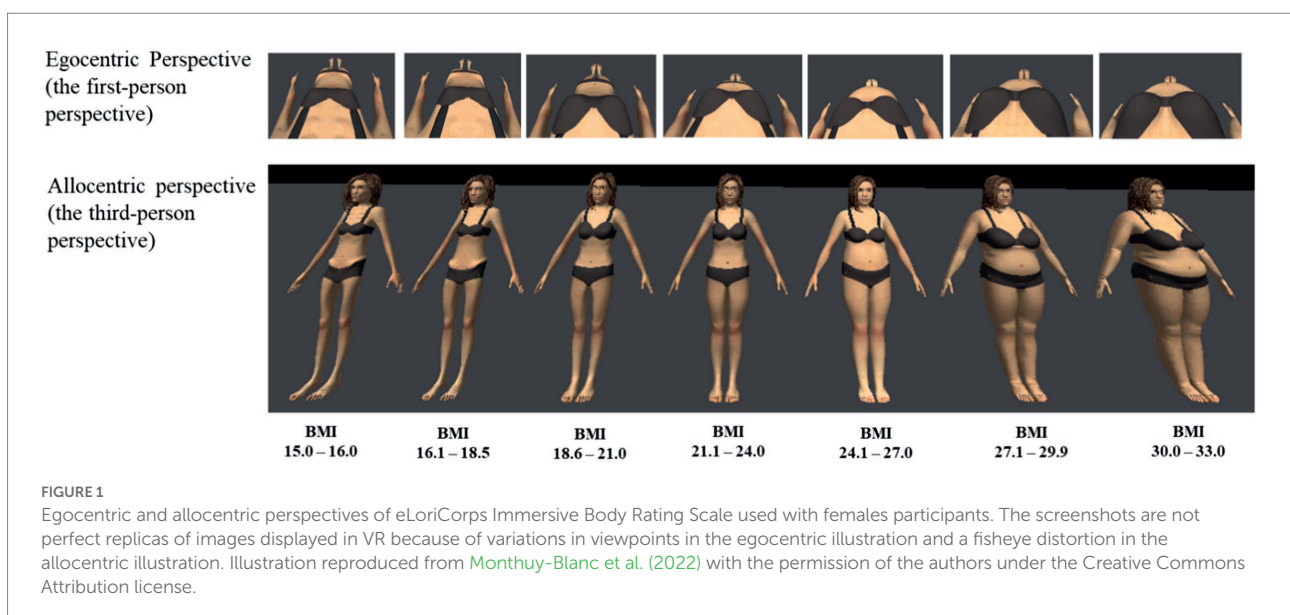 Egocentric Perspective
(the first-person
perspective)
Allocentric perspective
(the third-person
perspective)
BMI
15.0 – 16.0
BMI
16.1 – 18.5
BMI
18.6 – 21.0
BMI
21.1 – 24.0
BMI
24.1 – 27.0
BMI
27.1 – 29.9
BMI
30.0 – 33.0
FIGURE 1
Egocentric and allocentric perspectives of eLoriCorps Immersive Body Rating Scale used with females participants. The screenshots are not
perfect replicas of images displayed in VR because of variations in viewpoints in the egocentric illustration and a fisheye distortion in the
allocentric illustration. Illustration reproduced from Monthuy-Blanc et al. (2022) with the permission of the authors under the Creative Commons
Attribution license.